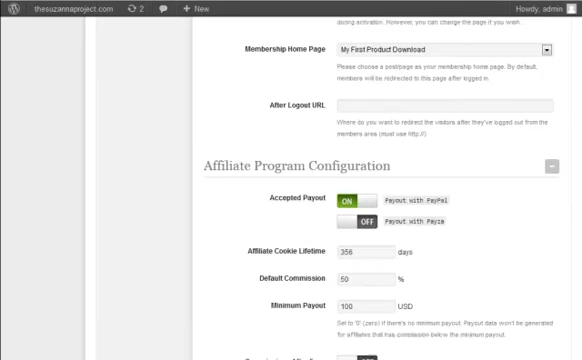 thesuzannaproject.com 2 + New Howdy, admin
during activation. However, you can change the page if you wish.
Membership Home Page My First Product Download
Please choose a post/page as your membership home page. By default,
members will be redirected to this page after logged in.
After Logout URL
Where do you want to redirect the visitors after they've logged out from the
members area (must use http://)
Affiliate Program Configuration
Accepted Payout ON Payout with PayPal
OFF Payout with Payza
Affiliate Cookie Lifetime 356 days
Default Commission 50 %
Minimum Payout 100 USD
Set to '0' (zero) if there's no minimum payout. Payout data won't be generated
for affiliates that has commission below the minimum payout.